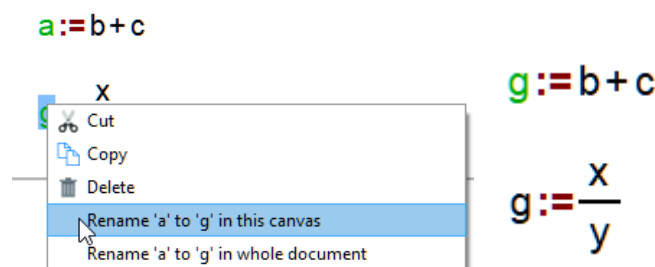 a:=b+c
g x
Cut
Copy
Delete
Rename 'a' to 'g' in this canvas
Rename 'a' to 'g' in whole document
g:=b+c
g:=x/y